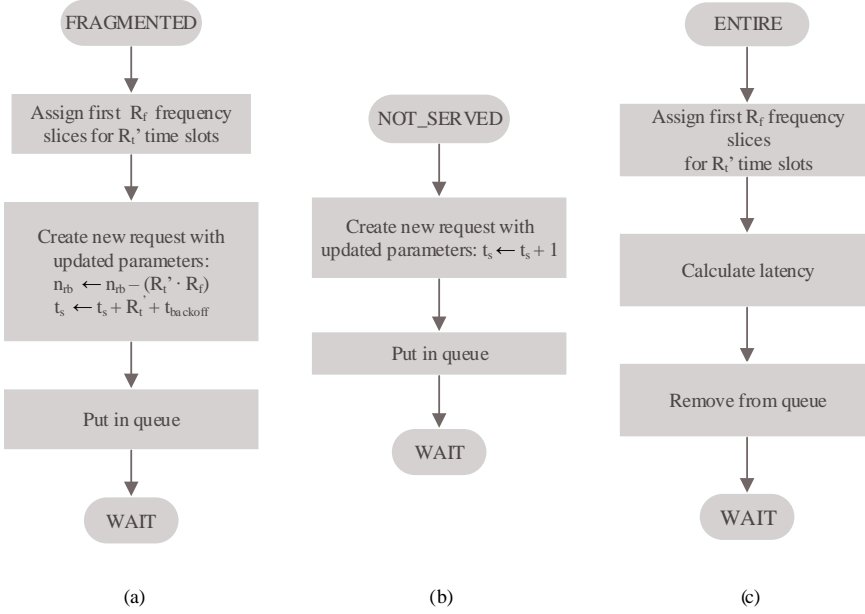 FRAGMENTED
Assign first R_f frequency
slices for R_t' time slots
Create new request with
updated parameters:
n_rb ← n_rb – (R_t' · R_f)
t_s ← t_s + R_t' + t_backoff
Put in queue
WAIT
(a)
NOT_SERVED
Create new request with
updated parameters: t_s ← t_s + 1
Put in queue
WAIT
(b)
ENTIRE
Assign first R_f frequency
slices
for R_t' time slots
Calculate latency
Remove from queue
WAIT
(c)